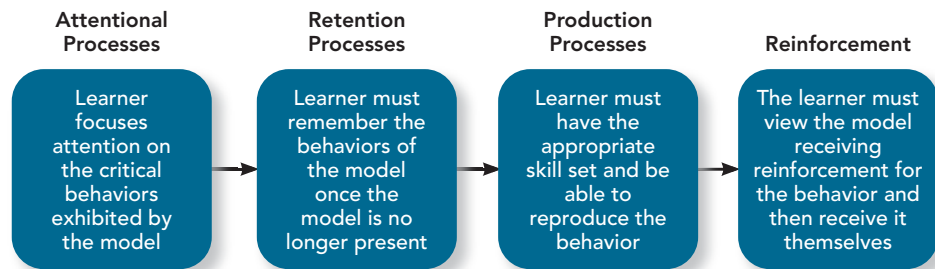 Attentional
Processes
Learner
focuses
attention on
the critical
behaviors
exhibited by
the model
Retention
Processes
Learner must
remember the
behaviors of
the model
once the
model is no
longer present
Production
Processes
Learner must
have the
appropriate
skill set and be
able to
reproduce the
behavior
Reinforcement
The learner must
view the model
receiving
reinforcement for
the behavior and
then receive it
themselves